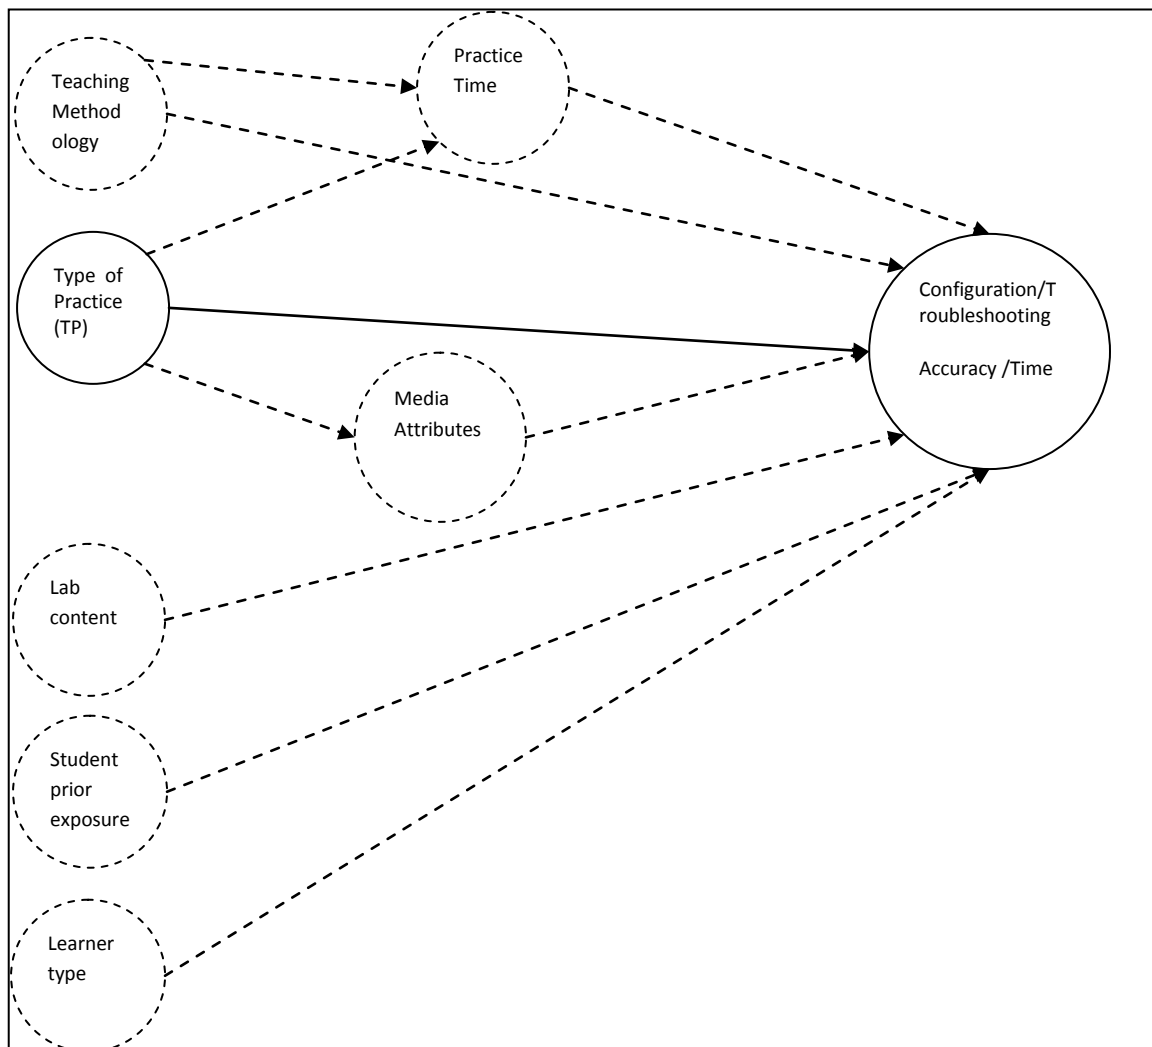 Teaching
Method
ology
Practice
Time
Type of
Practice
(TP)
Configuration/T
roubleshooting
Accuracy /Time
Media
Attributes
Lab
content
Student
prior
exposure
Learner
type